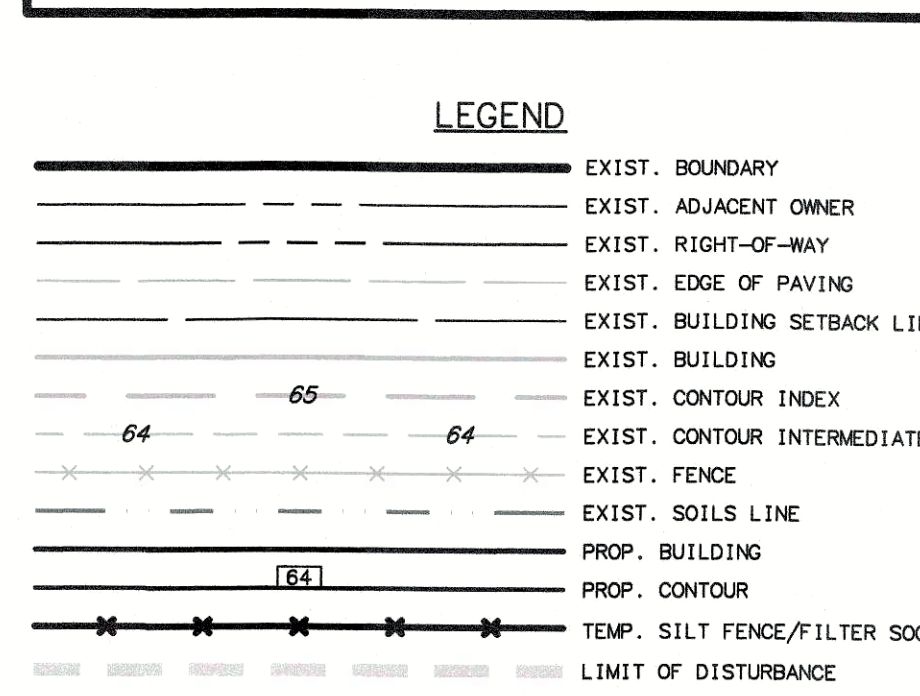 LEGEND
EXIST. BOUNDARY
EXIST. ADJACENT OWNER
EXIST. RIGHT-OF-WAY
EXIST. EDGE OF PAVING
EXIST. BUILDING SETBACK
EXIST. BUILDING
65 EXIST. CONTOUR INDEX
64 64 EXIST. CONTOUR INTERMEDIATE
EXIST. FENCE
EXIST. SOILS LINE
PROP. BUILDING
64 PROP. CONTOUR
TEMP. SILT FENCE/FILTER
LIMIT OF DISTURBANCE